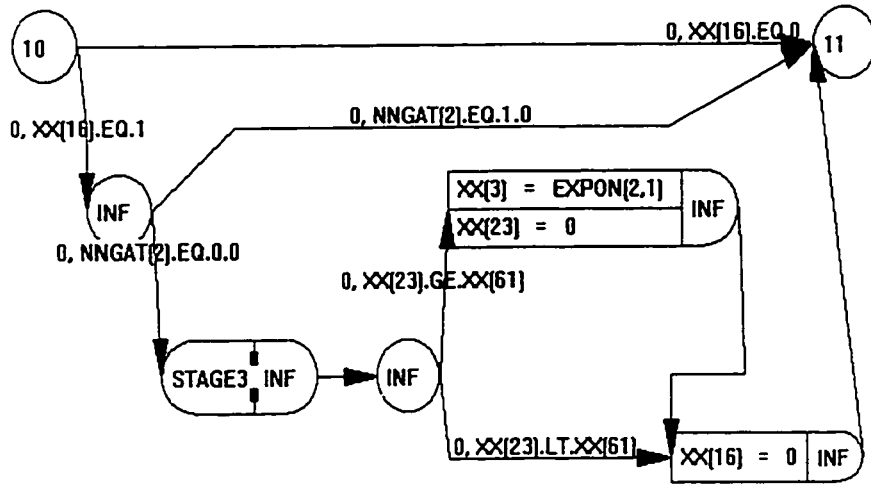 0, XX[16].EQ.0
10
11
0, NNGAT[2].EQ.1.0
0, XX[16].EQ.1
XX[3] = EXPON(2,1)
INF
INF
XX[23] = 0
0, NNGAT[2].EQ.0.0
0, XX[23].GE.XX[61]
STAGE3 INF
INF
0, XX[23].LT.XX[61]
XX[16] = 0 INF